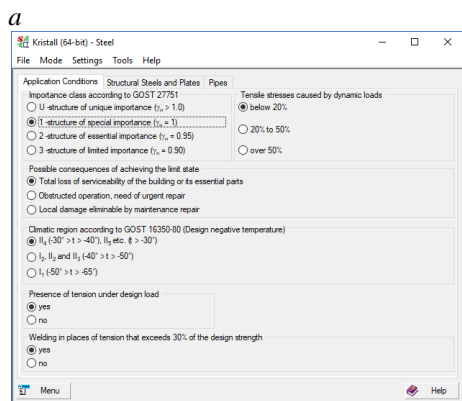 a
Kristall (64-bit) - Steel
File Mode Settings Tools Help
Application Conditions Structural Steels and Plates Pipes
Importance class according to GOST 27751
U -structure of unique importance (γn > 1.0)
1 -structure of special importance (γn = 1)
2 -structure of essential importance (γn = 0.95)
3 -structure of limited importance (γn = 0.90)
Tensile stresses caused by dynamic loads
below 20%
20% to 50%
over 50%
Possible consequences of achieving the limit state
Total loss of serviceability of the building or its essential parts
Obstructed operation, need of urgent repair
Local damage eliminable by maintenance repair
Climatic region according to GOST 16350-80 (Design negative temperature)
II4 (-30° > t > -40°), II5 etc. (t > -30°)
I2, II2 and II3 (-40° > t > -50°)
I1 (-50° > t > -65°)
Presence of tension under design load
yes
no
Welding in places of tension that exceeds 30% of the design strength
yes
no
Menu Help